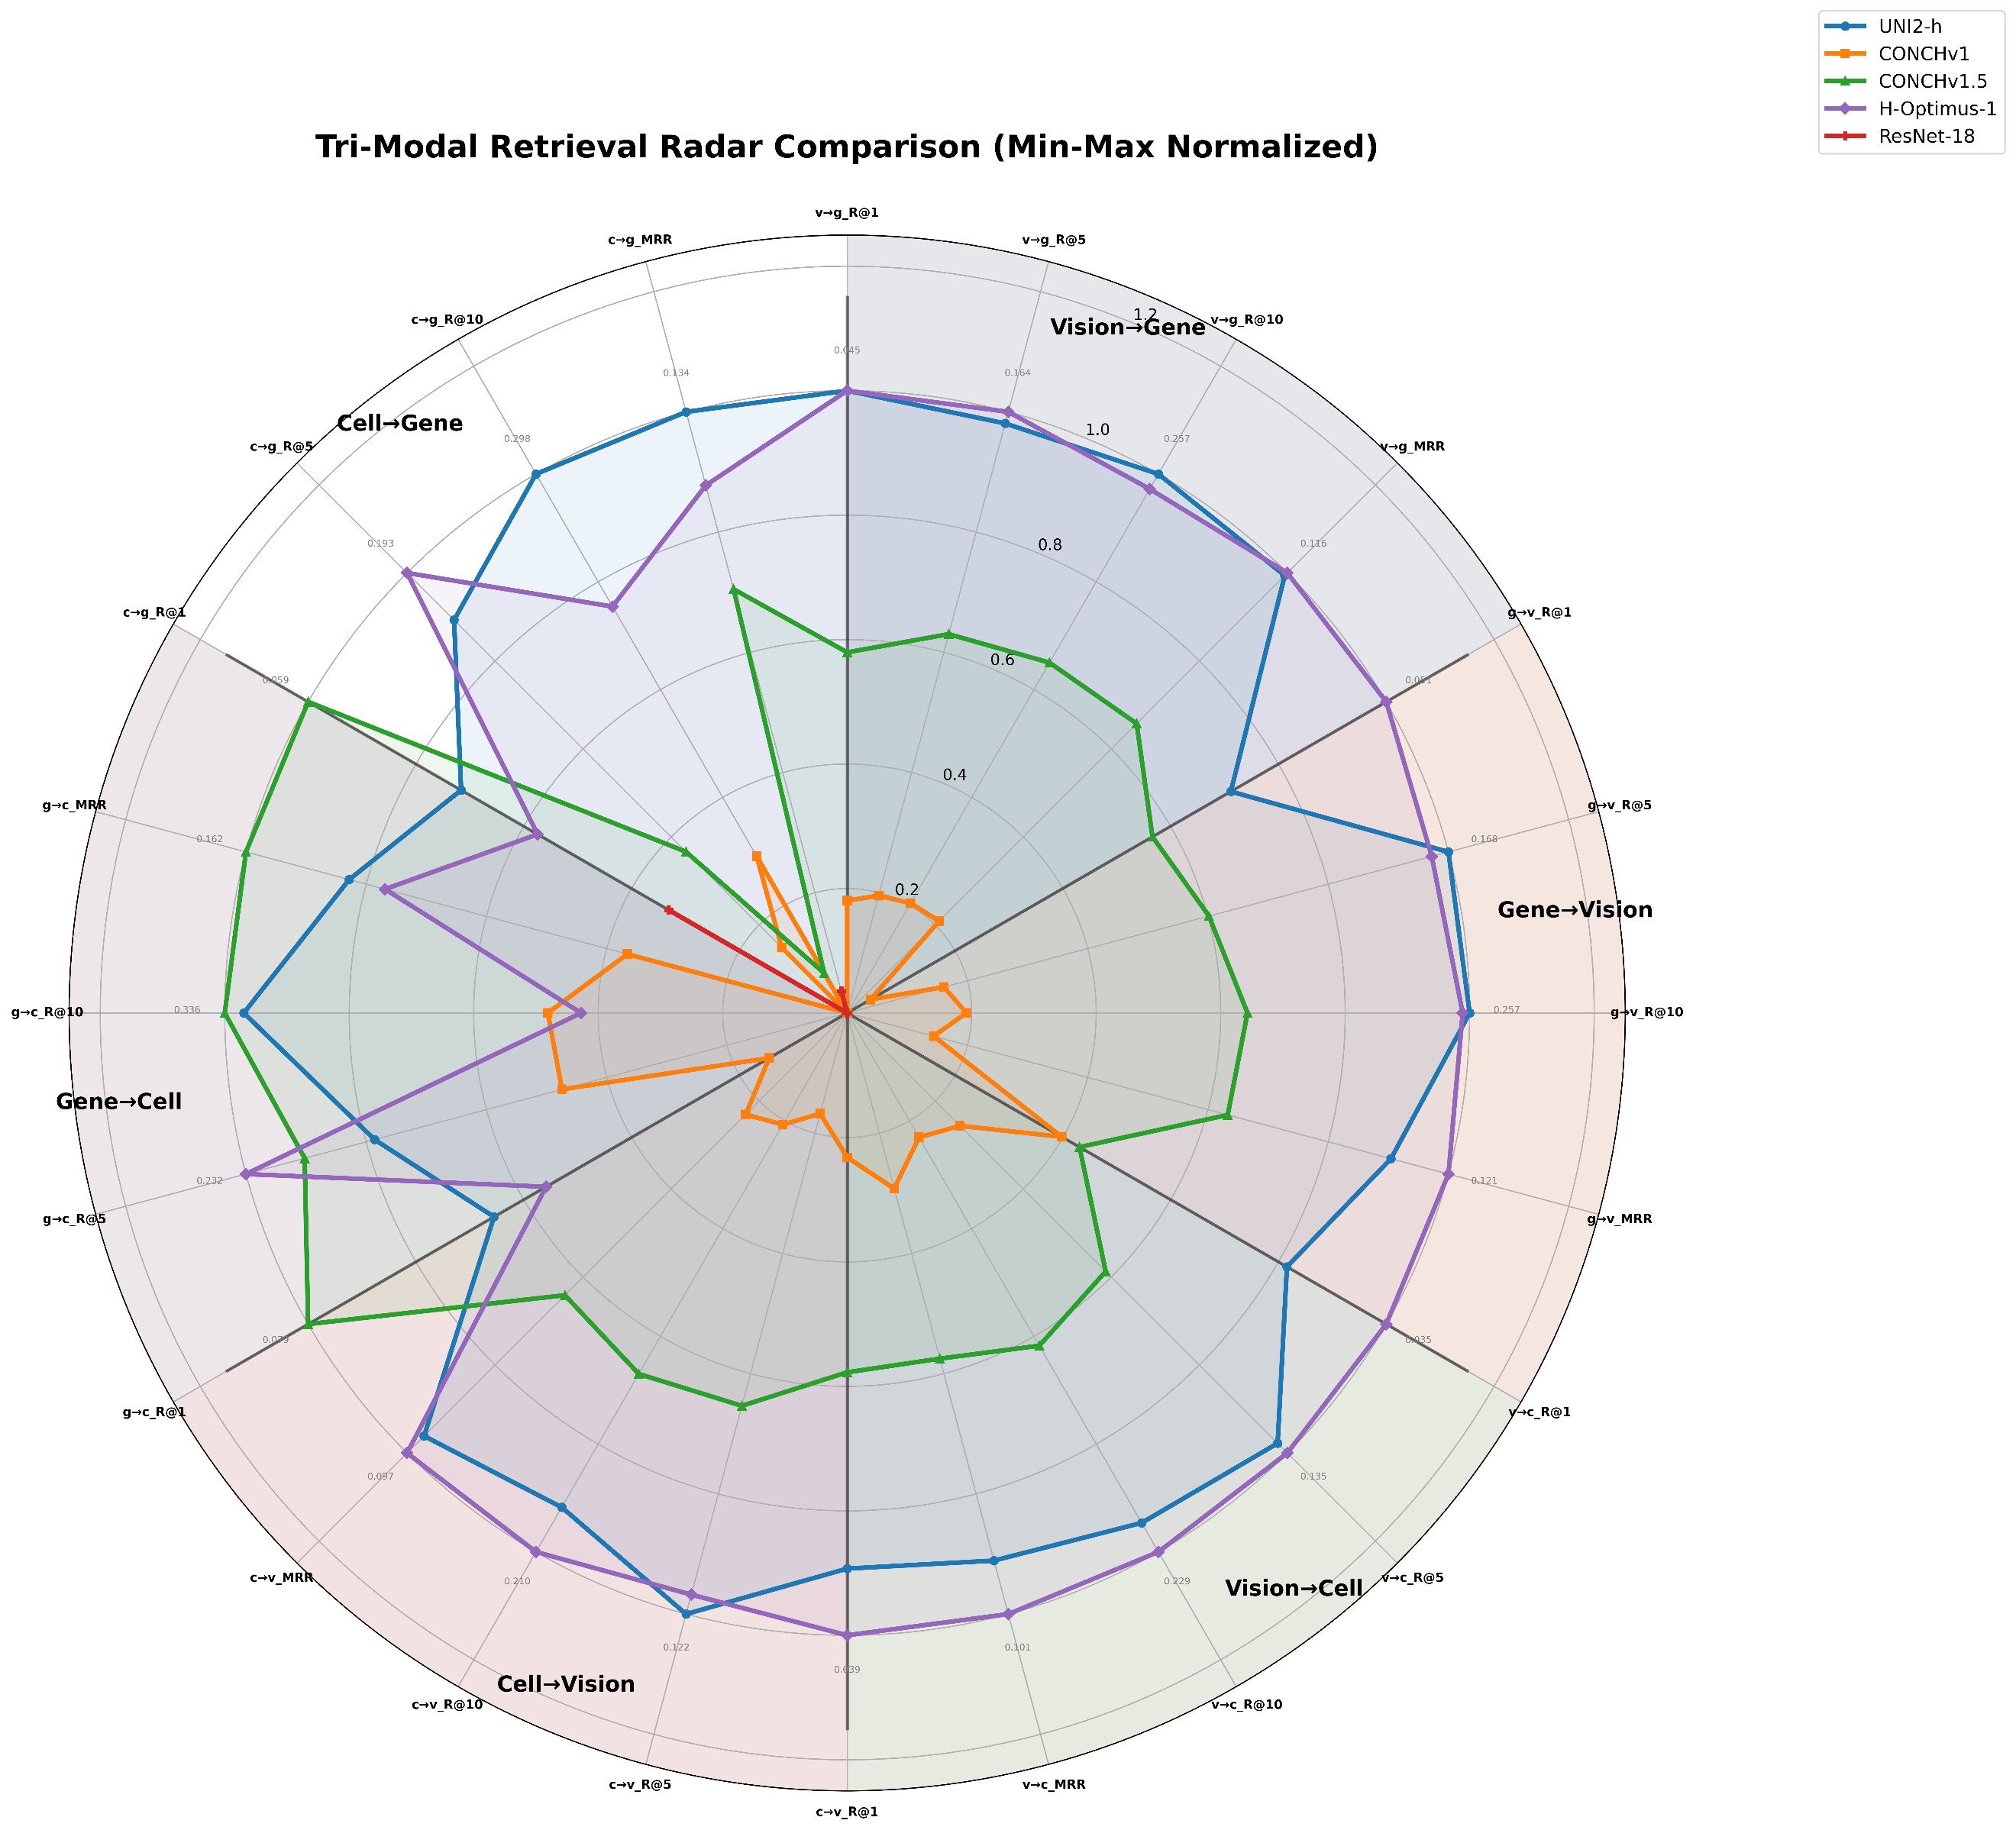 UNI2-h
CONCHv1
CONCHv1.5
H-Optimus-1
ResNet-18
Tri-Modal Retrieval Radar Comparison (Min-Max Normalized)
v→g_R@1
c→g_MRR
v→g_R@5
c→g_R@10
v→g_R@10
1.2
Vision→Gene
0.045
0.134
0.164
Cell→Gene
1.0
0.298
0.257
c→g_R@5
v→g_MRR
0.193
0.8
0.116
c→g_R@1
g→v_R@1
0.6
0.059
0.051
0.4
g→c_MRR
g→v_R@5
0.162
0.168
0.2
Gene→Vision
g→c_R@10
0.336
0.257
g→v_R@10
Gene→Cell
0.232
0.121
g→c_R@5
g→v_MRR
0.035
g→c_R@1
v→c_R@1
0.097
0.135
c→v_MRR
v→c_R@5
0.210
0.229
Vision→Cell
0.122
0.101
0.039
Cell→Vision
c→v_R@10
v→c_R@10
c→v_R@5
v→c_MRR
c→v_R@1